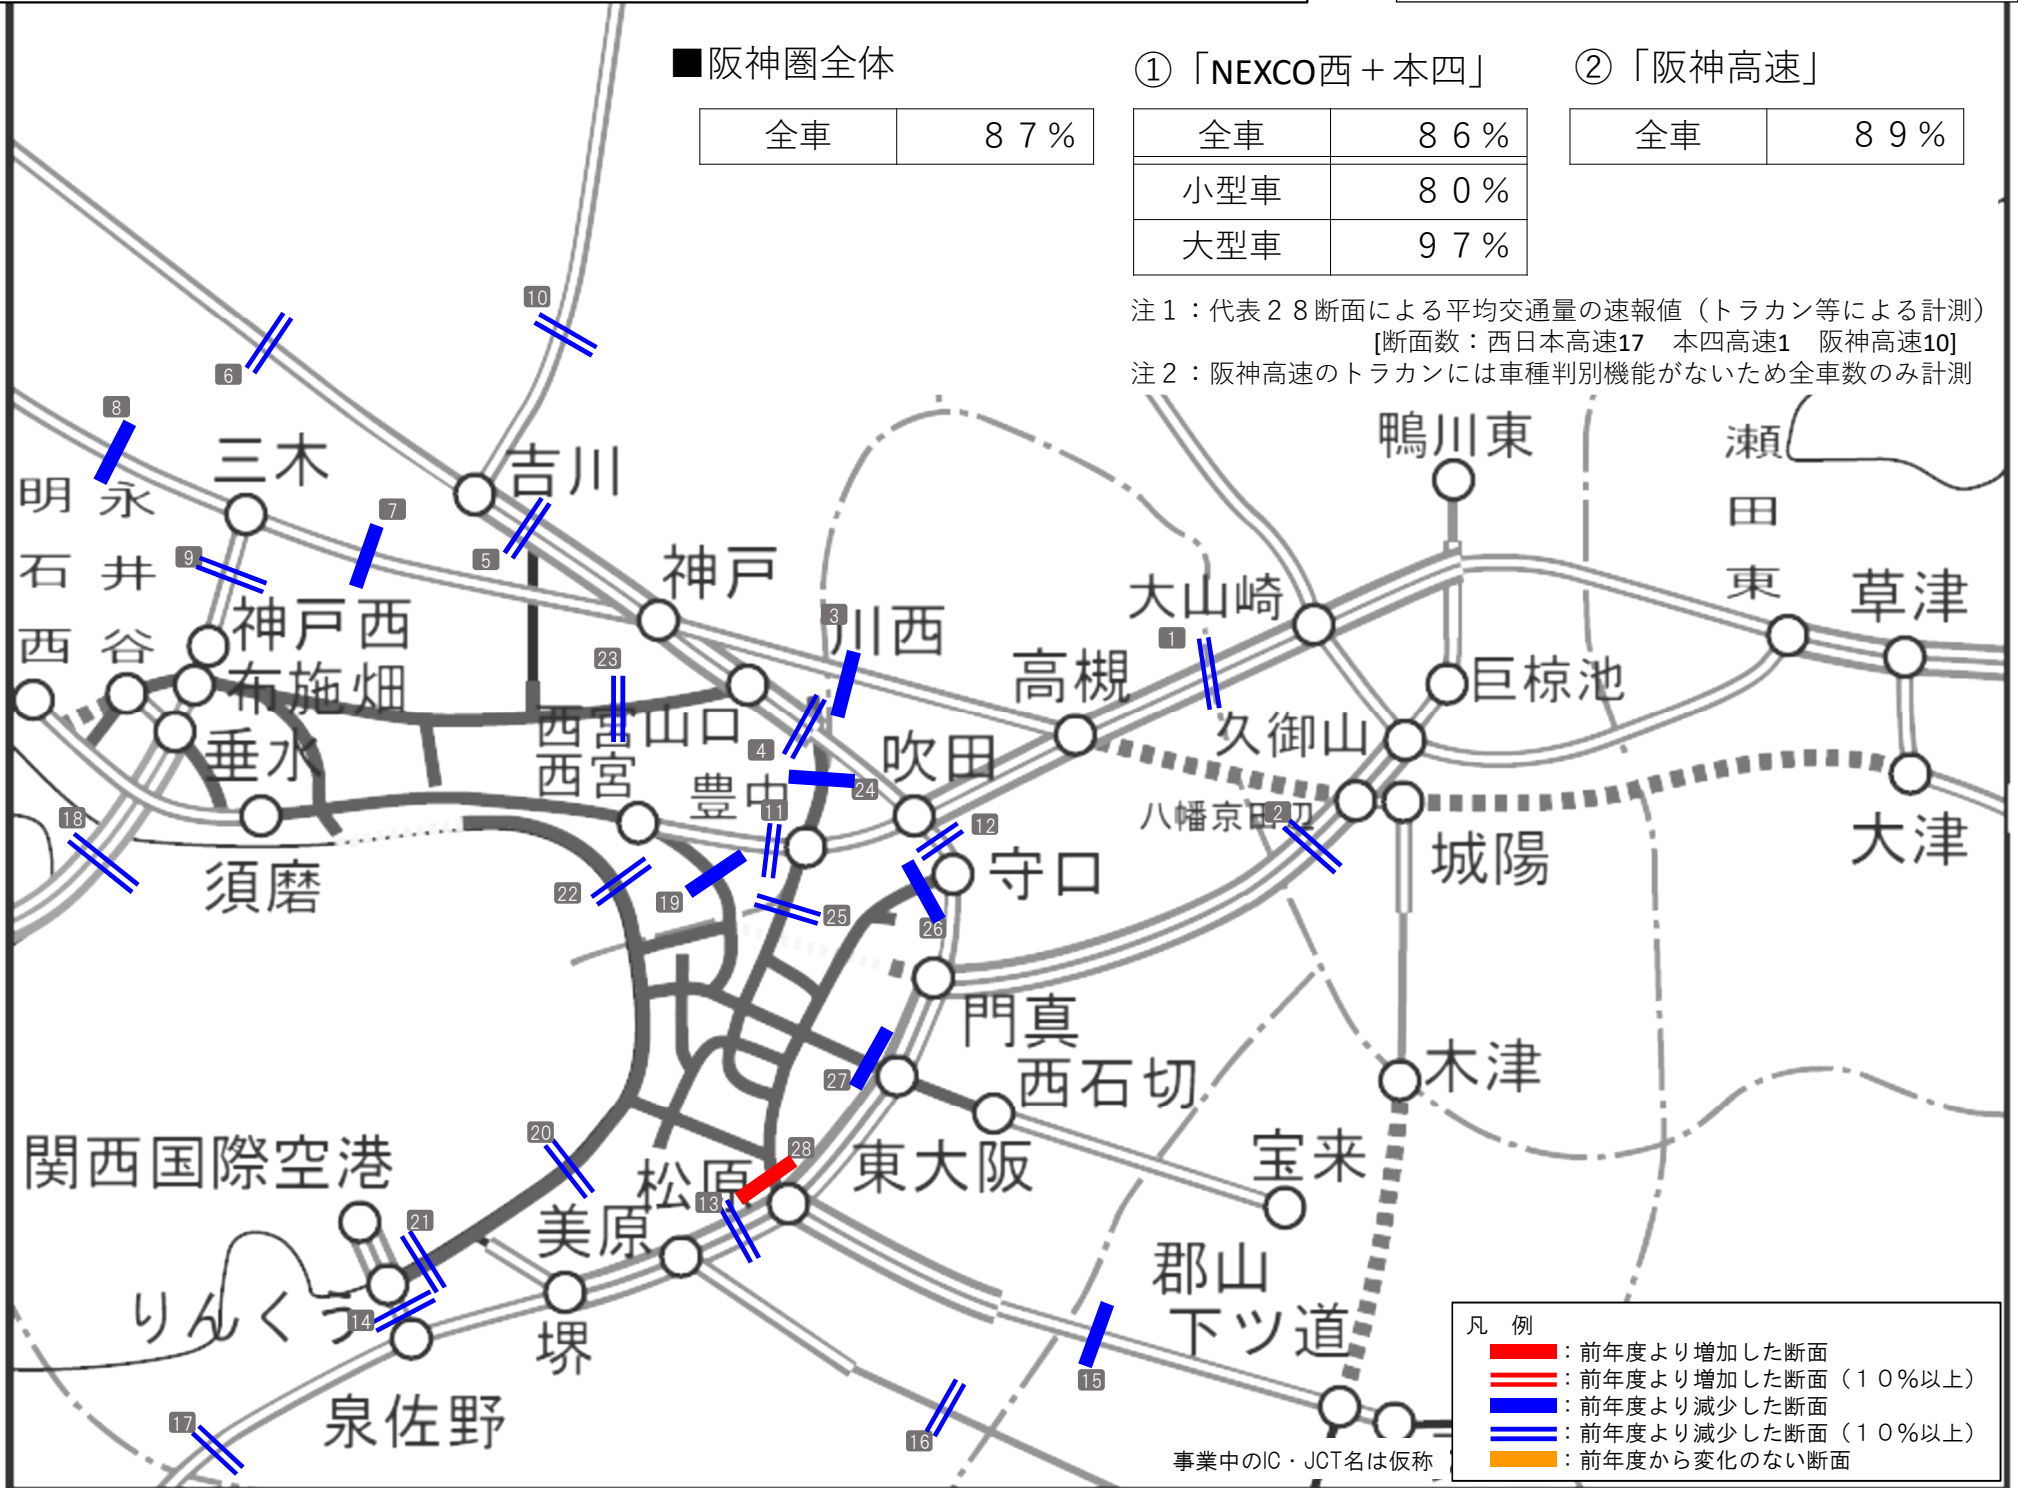 ■阪神圏全体
全車 87%
①「NEXCO西＋本四」
全車 86%
小型車 80%
大型車 97%
②「阪神高速」
全車 89%
注1：代表28断面による平均交通量の速報値（トラカン等による計測）
[断面数：西日本高速17　本四高速1　阪神高速10]
注2：阪神高速のトラカンには車種判別機能がないため全車数のみ計測
10
6
8
鴨川東
瀬田東
三木
吉川
明石西
永井谷
7
5
9
神戸
大山崎
草津
神戸西
3
川西
1
布施畑
23
高槻
巨椋池
西宮山口
久御山
垂水
4
吹田
西宮
豊中
24
11
12
八幡京田辺
2
18
城陽
大津
須磨
守口
22
19
25
26
門真
27
西石切
木津
20
28
関西国際空港
松原
東大阪
宝来
13
21
美原
郡山下ツ道
りんくう
14
堺
15
泉佐野
17
16
事業中のIC・JCT名は仮称
凡　例
：前年度より増加した断面
：前年度より増加した断面（10％以上）
：前年度より減少した断面
：前年度より減少した断面（10％以上）
：前年度から変化のない断面